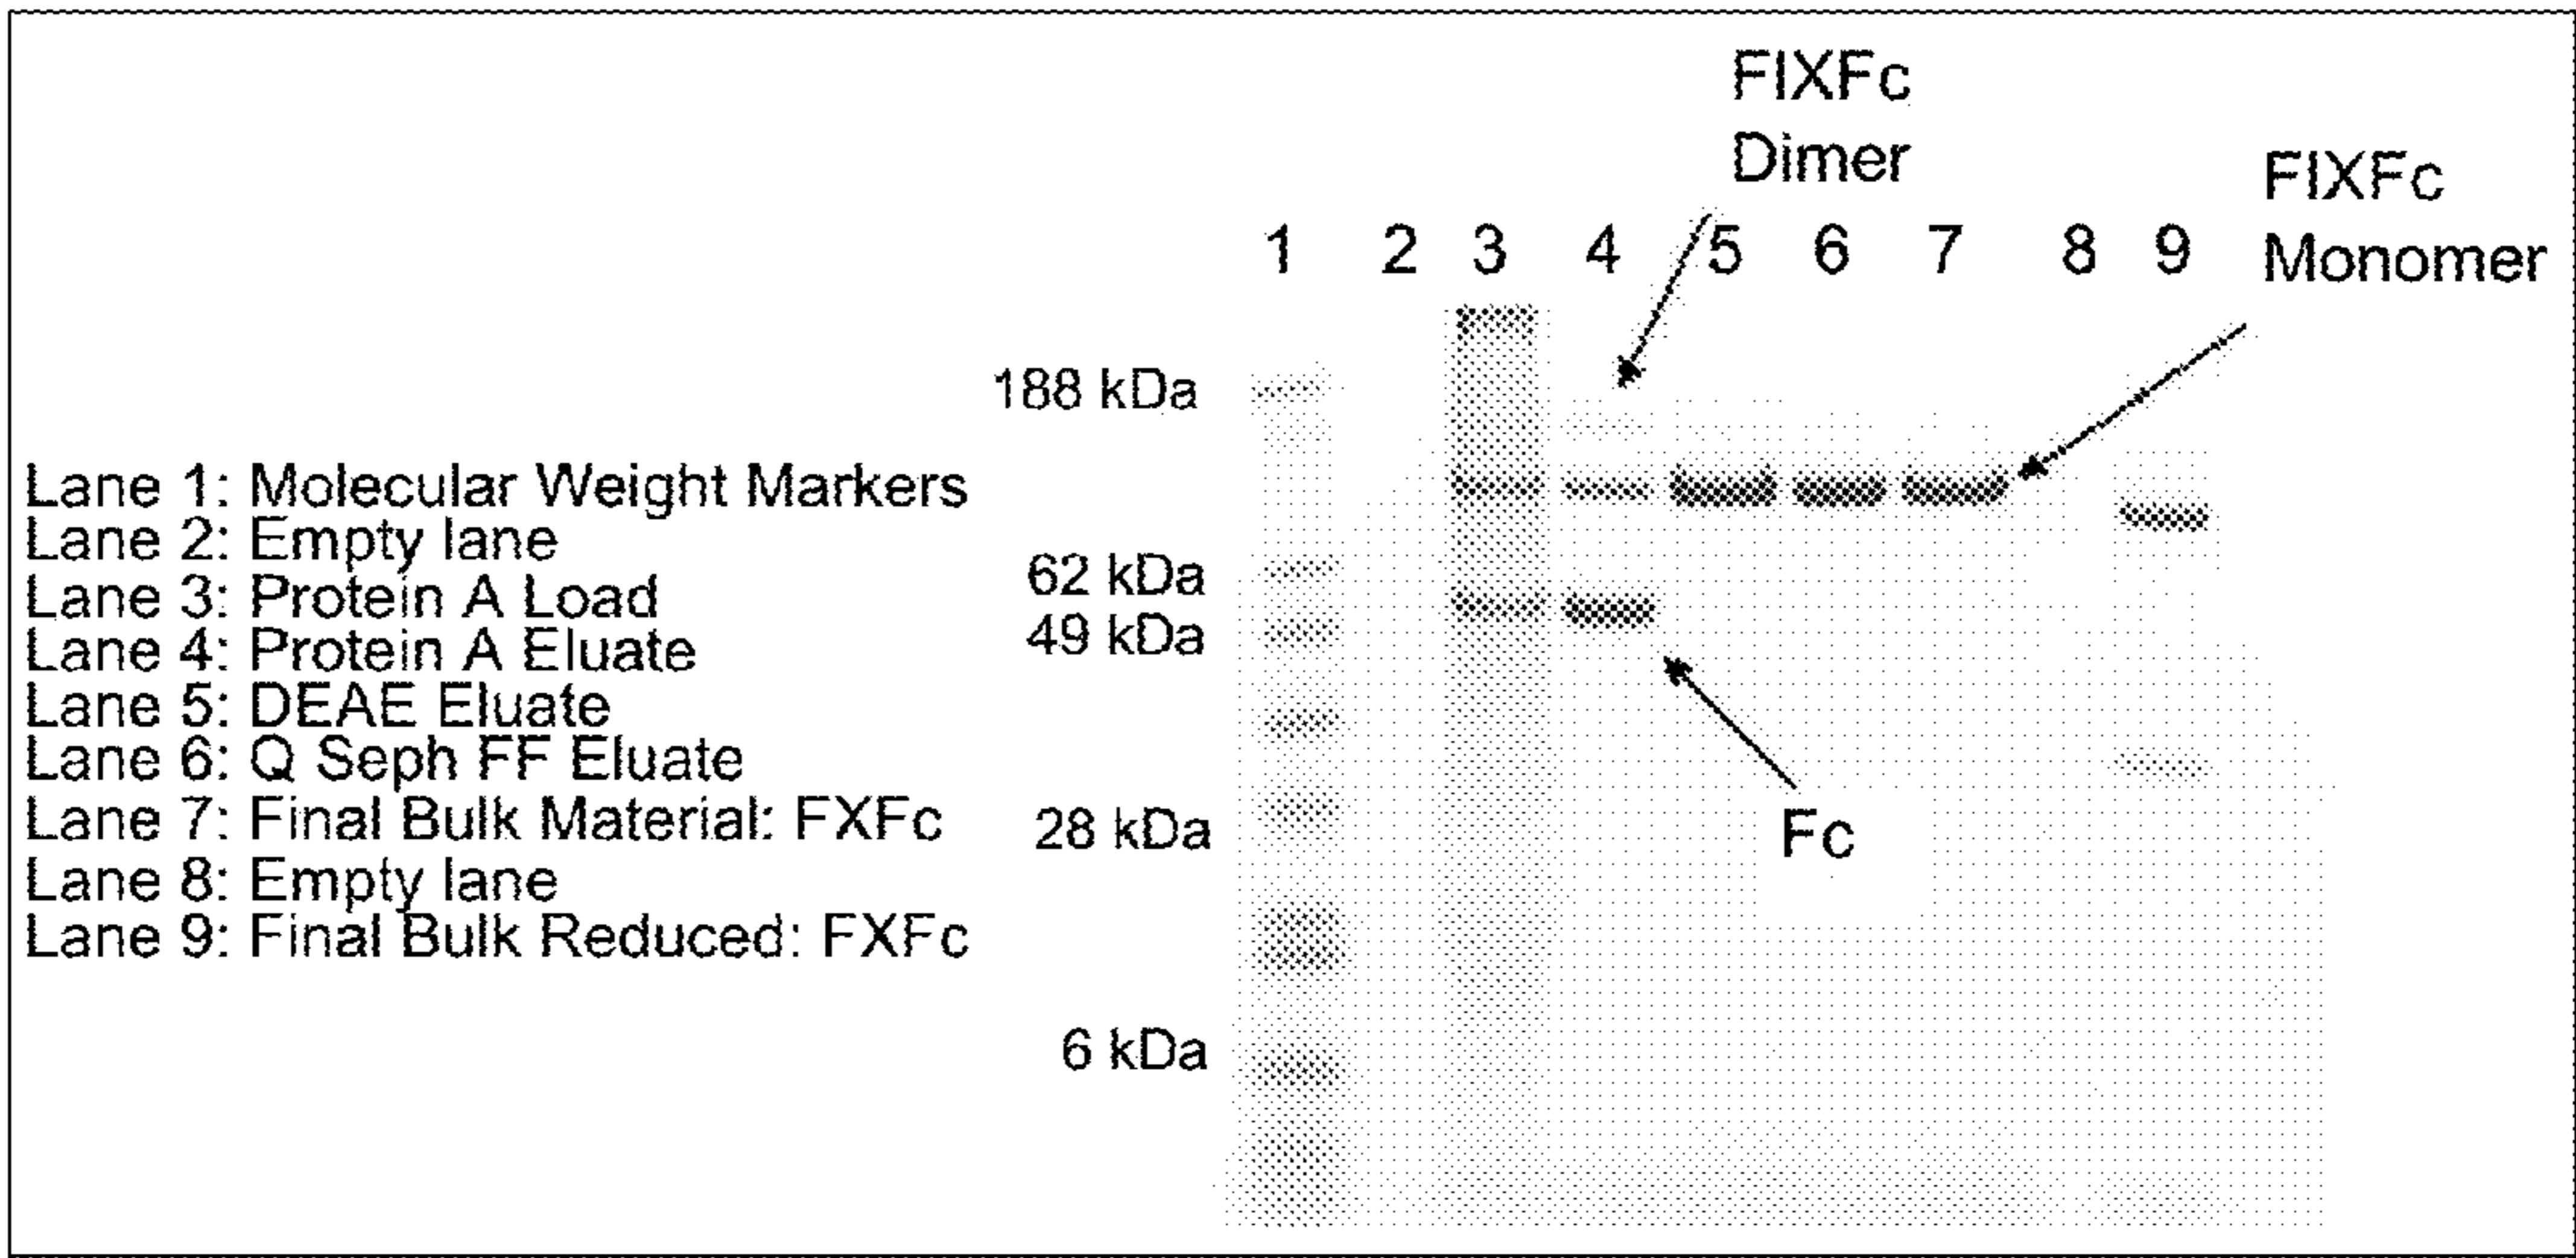 FIXFc
Dimer
FIXFc
Monomer
1 2 3 4 5 6 7 8 9
188 kDa
62 kDa
49 kDa
28 kDa
6 kDa
Fc
Lane 1: Molecular Weight Markers
Lane 2: Empty lane
Lane 3: Protein A Load
Lane 4: Protein A Eluate
Lane 5: DEAE Eluate
Lane 6: Q Seph FF Eluate
Lane 7: Final Bulk Material: FXFc
Lane 8: Empty lane
Lane 9: Final Bulk Reduced: FXFc